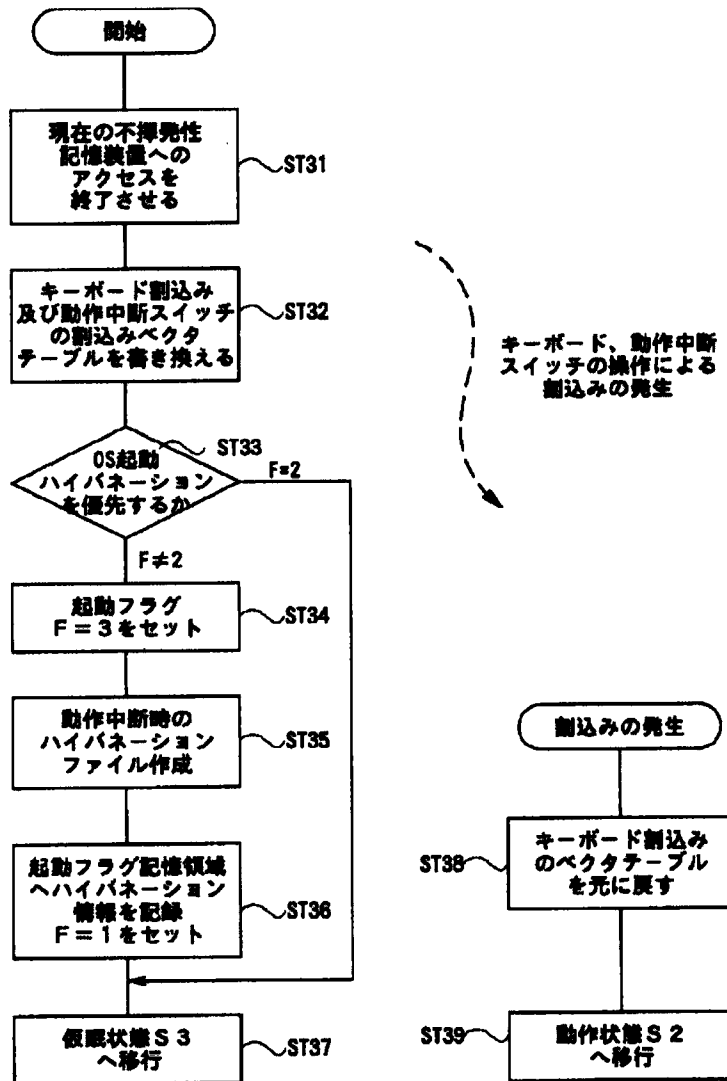 開始
現在の不揮発性
記憶装置への
アクセスを
終了させる
ST31
キーボード割込み
及び動作中断スイッチ
の割込みベクタ
テーブルを書き換える
ST32
キーボード、動作中断
スイッチの操作による
割込みの発生
ST33
OS起動
ハイバネーション
を優先するか
F=2
F≠2
起動フラグ
F=3をセット
ST34
動作中断時の
ハイバネーション
ファイル作成
ST35
起動フラグ記憶領域
へハイバネーション
情報を記録
F=1をセット
ST36
仮眠状態S3
へ移行
ST37
割込みの発生
キーボード割込み
のベクタテーブル
を元に戻す
ST38
動作状態S2
へ移行
ST39